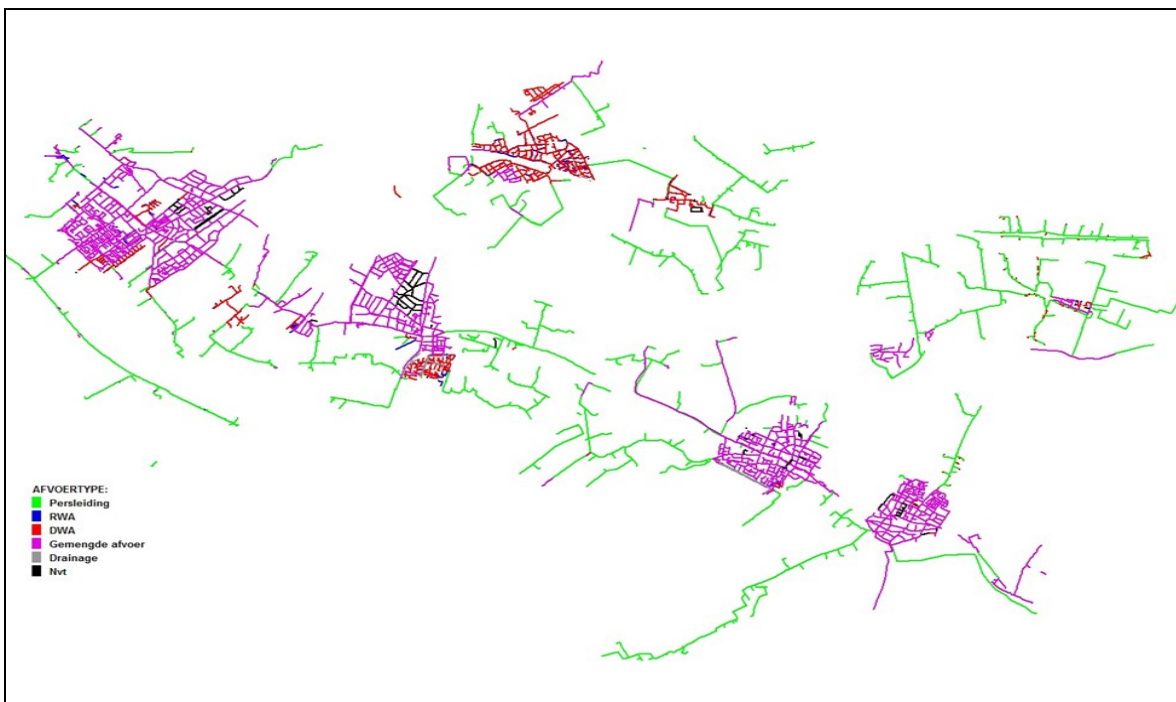 AFVOERTYPE:
Persleiding
RWA
DWA
Gemengde afvoer
Drainage
Nvt